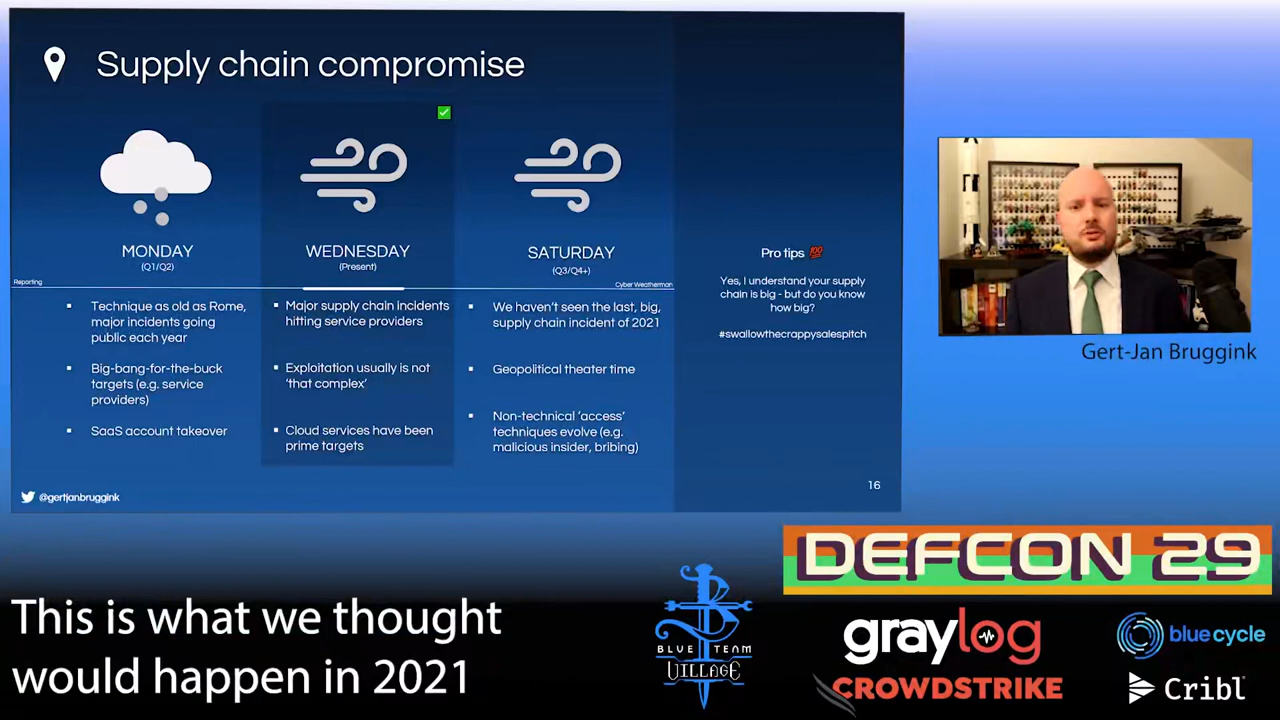 Supply chain compromise
MONDAY
(Q1/Q2)
WEDNESDAY
(Present)
SATURDAY
(Q3/Q4+)
Reporting
Cyber Weatherman
▪ Technique as old as Rome,
major incidents going
public each year
▪ Big-bang-for-the-buck
targets (e.g. service
providers)
▪ SaaS account takeover
▪ Major supply chain incidents
hitting service providers
▪ Exploitation usually is not
‘that complex’
▪ Cloud services have been
prime targets
▪ We haven’t seen the last, big,
supply chain incident of 2021
▪ Geopolitical theater time
▪ Non-technical ‘access’
techniques evolve (e.g.
malicious insider, bribing)
Pro tips 💯
Yes, I understand your supply
chain is big - but do you know
how big?
#swallowthecrappysalespitch
@gertjanbruggink
16
Gert-Jan Bruggink
This is what we thought
would happen in 2021
BLUE TEAM
VILLAGE
DEFCON 29
graylog
blue cycle
CROWDSTRIKE
Cribl